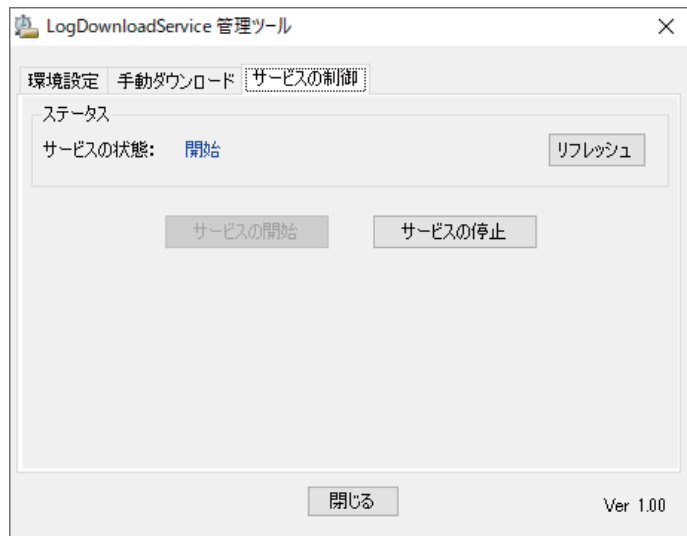 LogDownloadService 管理ツール
環境設定 手動ダウンロード サービスの制御
ステータス
サービスの状態: 開始 リフレッシュ
サービスの開始 サービスの停止
閉じる Ver 1.00